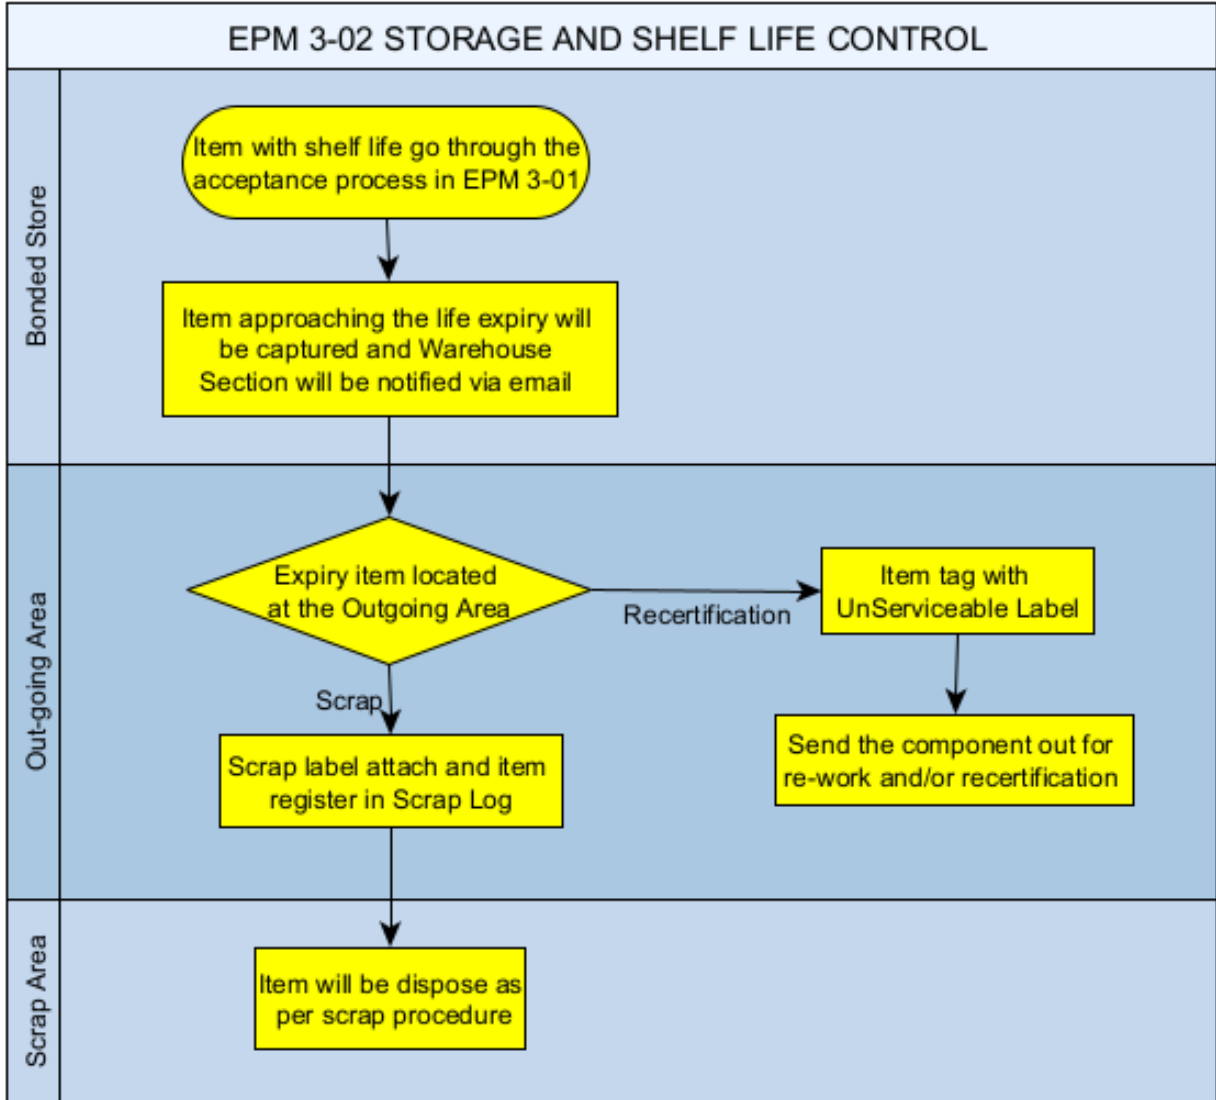 EPM 3-02 STORAGE AND SHELF LIFE CONTROL
Bonded Store
Item with shelf life go through the
acceptance process in EPM 3-01
Item approaching the life expiry will
be captured and Warehouse
Section will be notified via email
Out-going Area
Expiry item located
at the Outgoing Area
Recertification
Item tag with
UnServiceable Label
Scrap
Send the component out for
re-work and/or recertification
Scrap label attach and item
register in Scrap Log
Scrap Area
Item will be dispose as
per scrap procedure